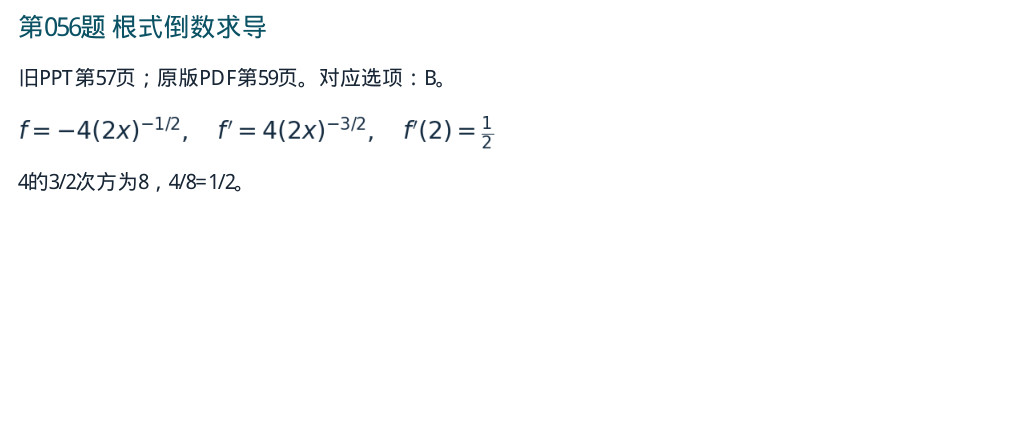 第056题 根式倒数求导
旧PPT第57页；原版PDF第59页。对应选项：B。
f = −4(2x)^{−1/2},  f′ = 4(2x)^{−3/2},  f′(2) = \frac{1}{2}
4的3/2次方为8，4/8=1/2。